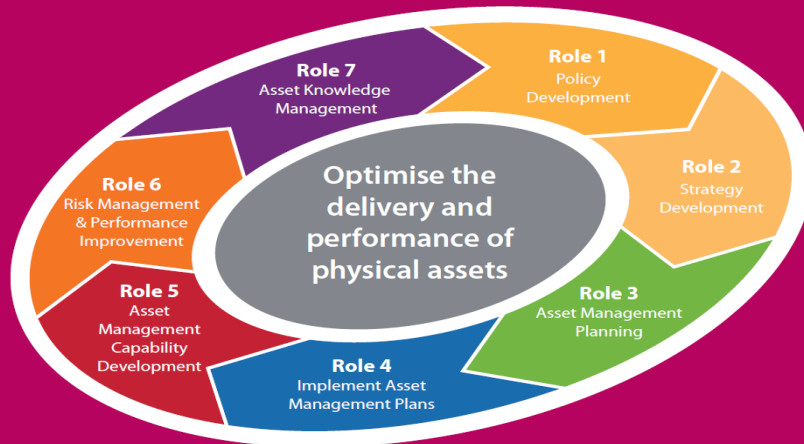 Optimise the
delivery and
performance of
physical assets
Role 1
Policy
Development
Role 2
Strategy
Development
Role 3
Asset Management
Planning
Role 4
Implement Asset
Management Plans
Role 5
Asset
Management
Capability
Development
Role 6
Risk Management
& Performance
Improvement
Role 7
Asset Knowledge
Management